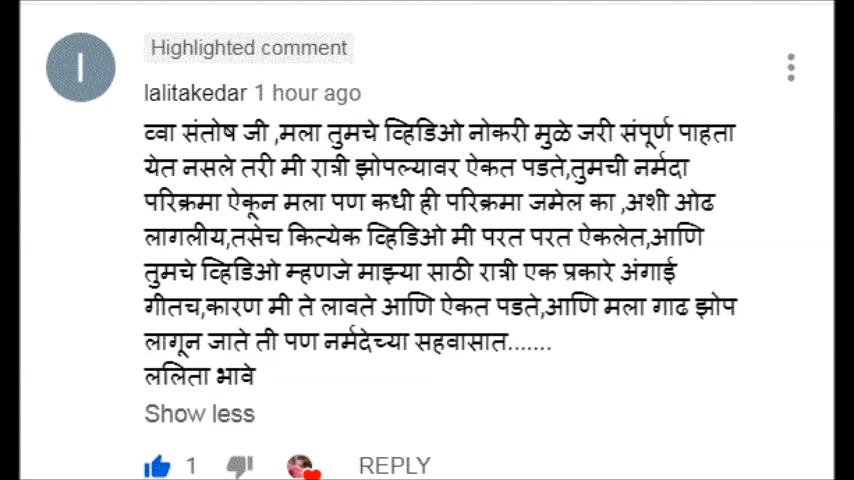 I
Highlighted comment
lalitakedar 1 hour ago
व्वा संतोष जी ,मला तुमचे व्हिडिओ नोकरी मुळे जरी संपूर्ण पाहता
येत नसले तरी मी रात्री झोपल्यावर ऐकत पडते,तुमची नर्मदा
परिक्रमा ऐकून मला पण कधी ही परिक्रमा जमेल का ,अशी ओढ
लागलीय,तसेच कित्येक व्हिडिओ मी परत परत ऐकलेत,आणि
तुमचे व्हिडिओ म्हणजे माझ्या साठी रात्री एक प्रकारे अंगाई
गीतच,कारण मी ते लावते आणि ऐकत पडते,आणि मला गाढ झोप
लागून जाते ती पण नर्मदेच्या सहवासात.......
ललिता भावे
Show less
1 REPLY